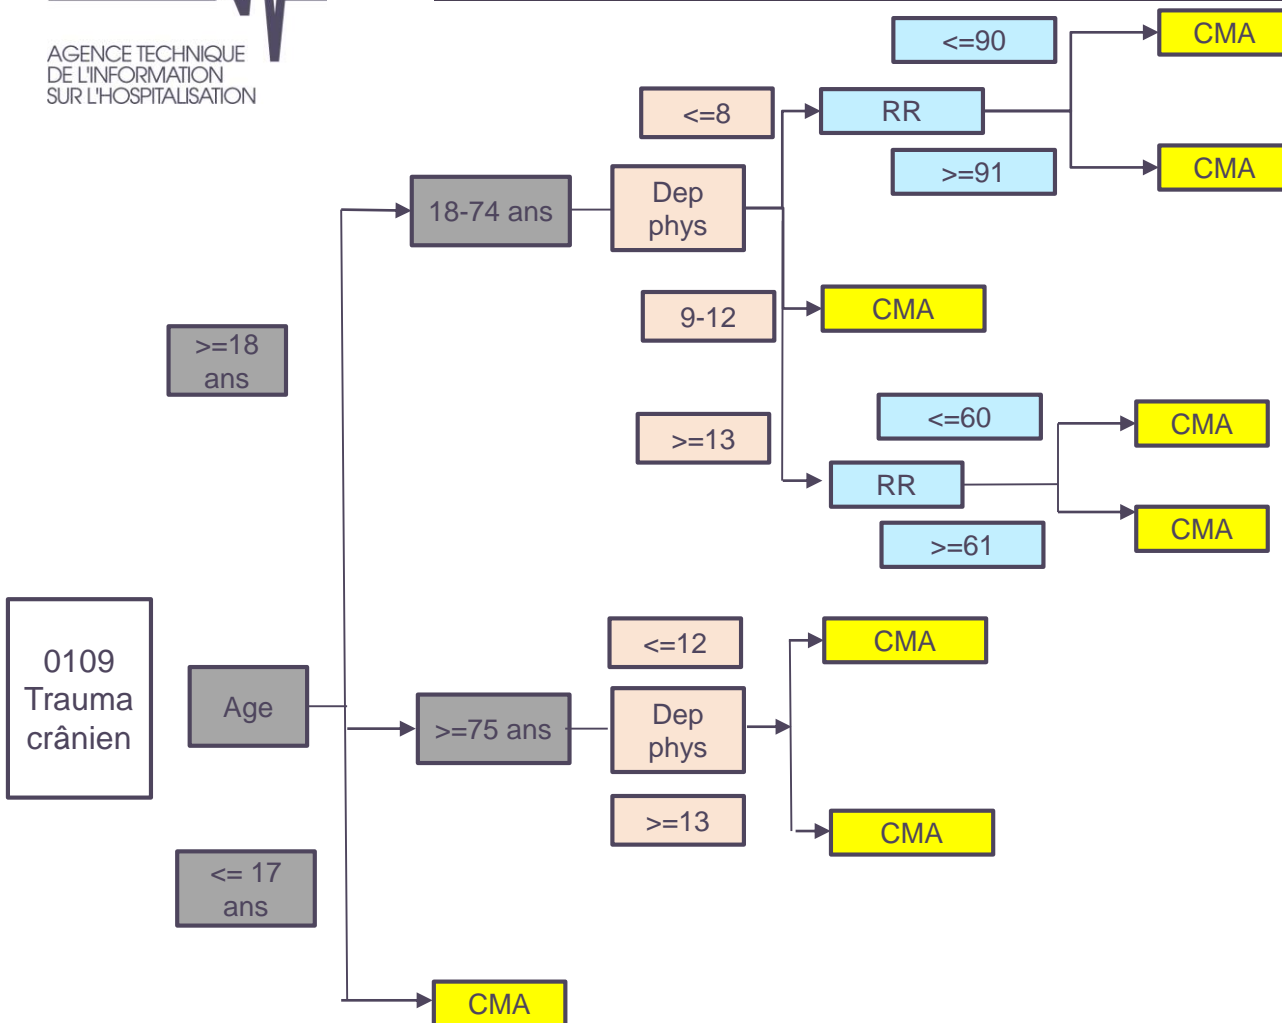 AGENCE TECHNIQUE
DE L'INFORMATION
SUR L'HOSPITALISATION
<=90
CMA
<=8
RR
>=91
CMA
18-74 ans
Dep
phys
9-12
CMA
>=18
ans
>=13
<=60
CMA
RR
>=61
CMA
0109
Trauma
crânien
Age
<=12
CMA
>=75 ans
Dep
phys
>=13
CMA
<= 17
ans
CMA